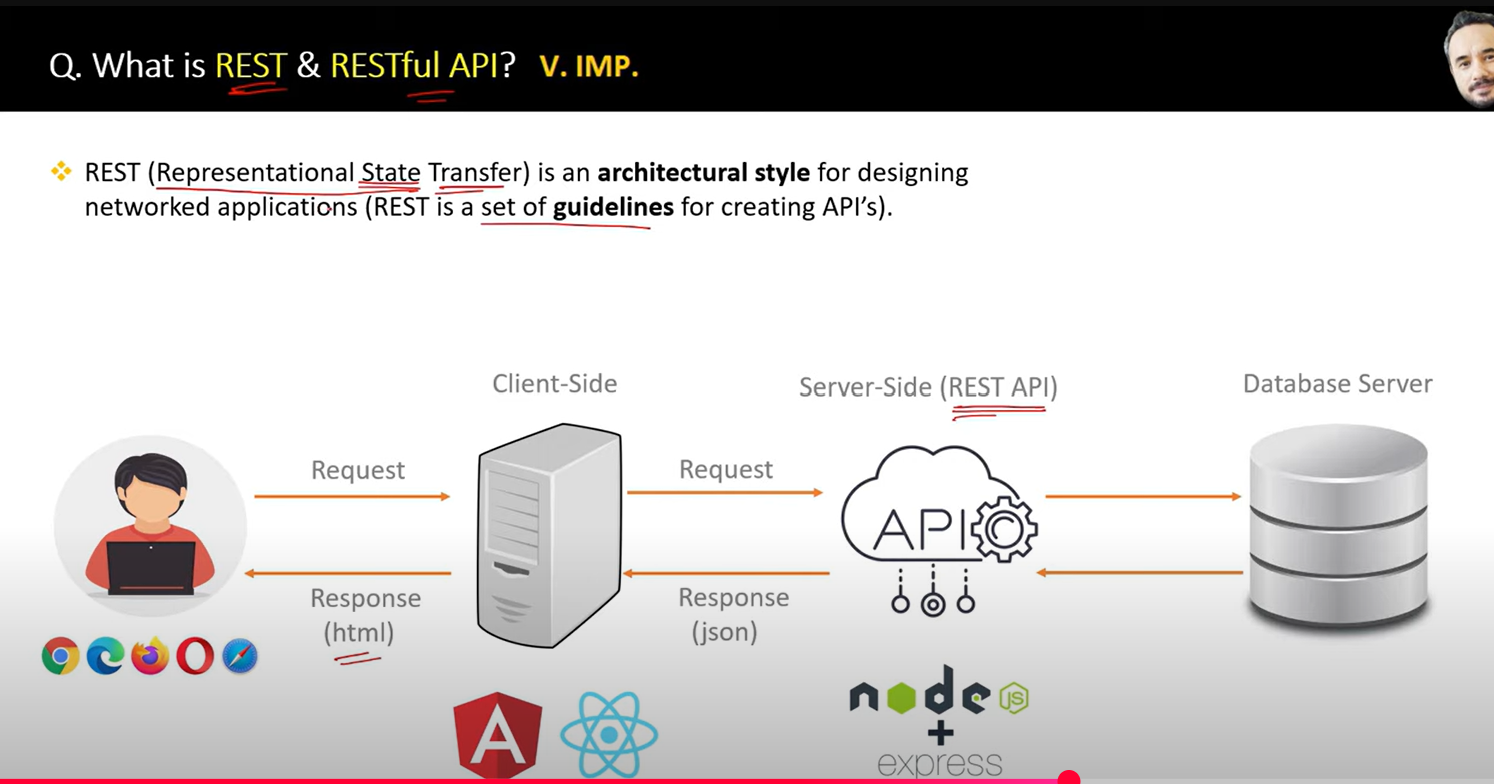 Q. What is REST & RESTful API? V. IMP.
REST (Representational State Transfer) is an architectural style for designing
networked applications (REST is a set of guidelines for creating API's).
Client-Side
Server-Side (REST API)
Database Server
Request
Request
API
Response
(html)
Response
(json)
A
node
JS
+
express